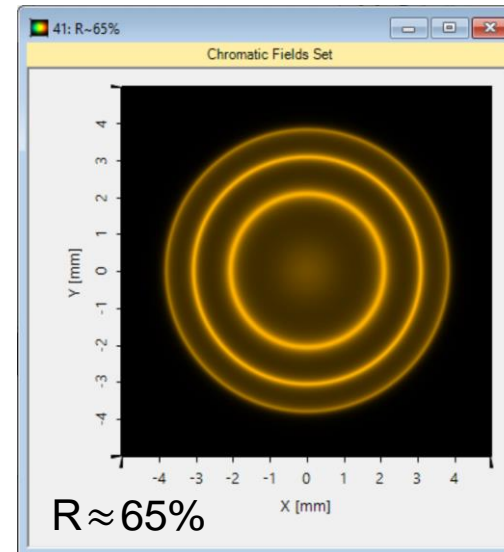 41: R~65%
Chromatic Fields Set
4
3
2
1
0
-1
-2
-3
-4
Y [mm]
-4 -3 -2 -1 0 1 2 3 4
X [mm]
R≈65%